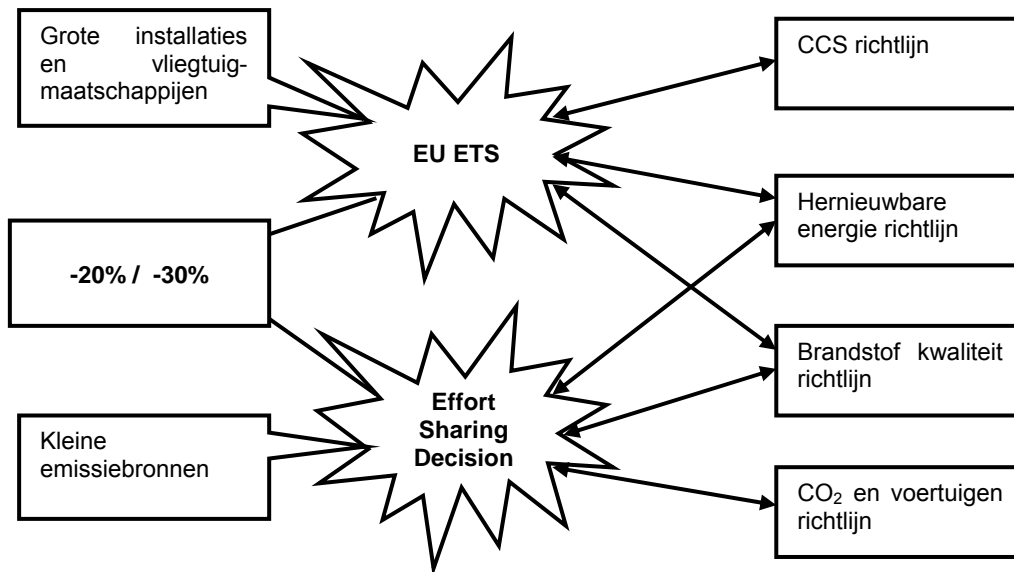 Grote installaties
en vliegtuig-
maatschappijen
EU ETS
CCS richtlijn
Hernieuwbare
energie richtlijn
-20% / -30%
Brandstof kwaliteit
richtlijn
Effort
Sharing
Decision
Kleine
emissiebronnen
CO₂ en voertuigen
richtlijn